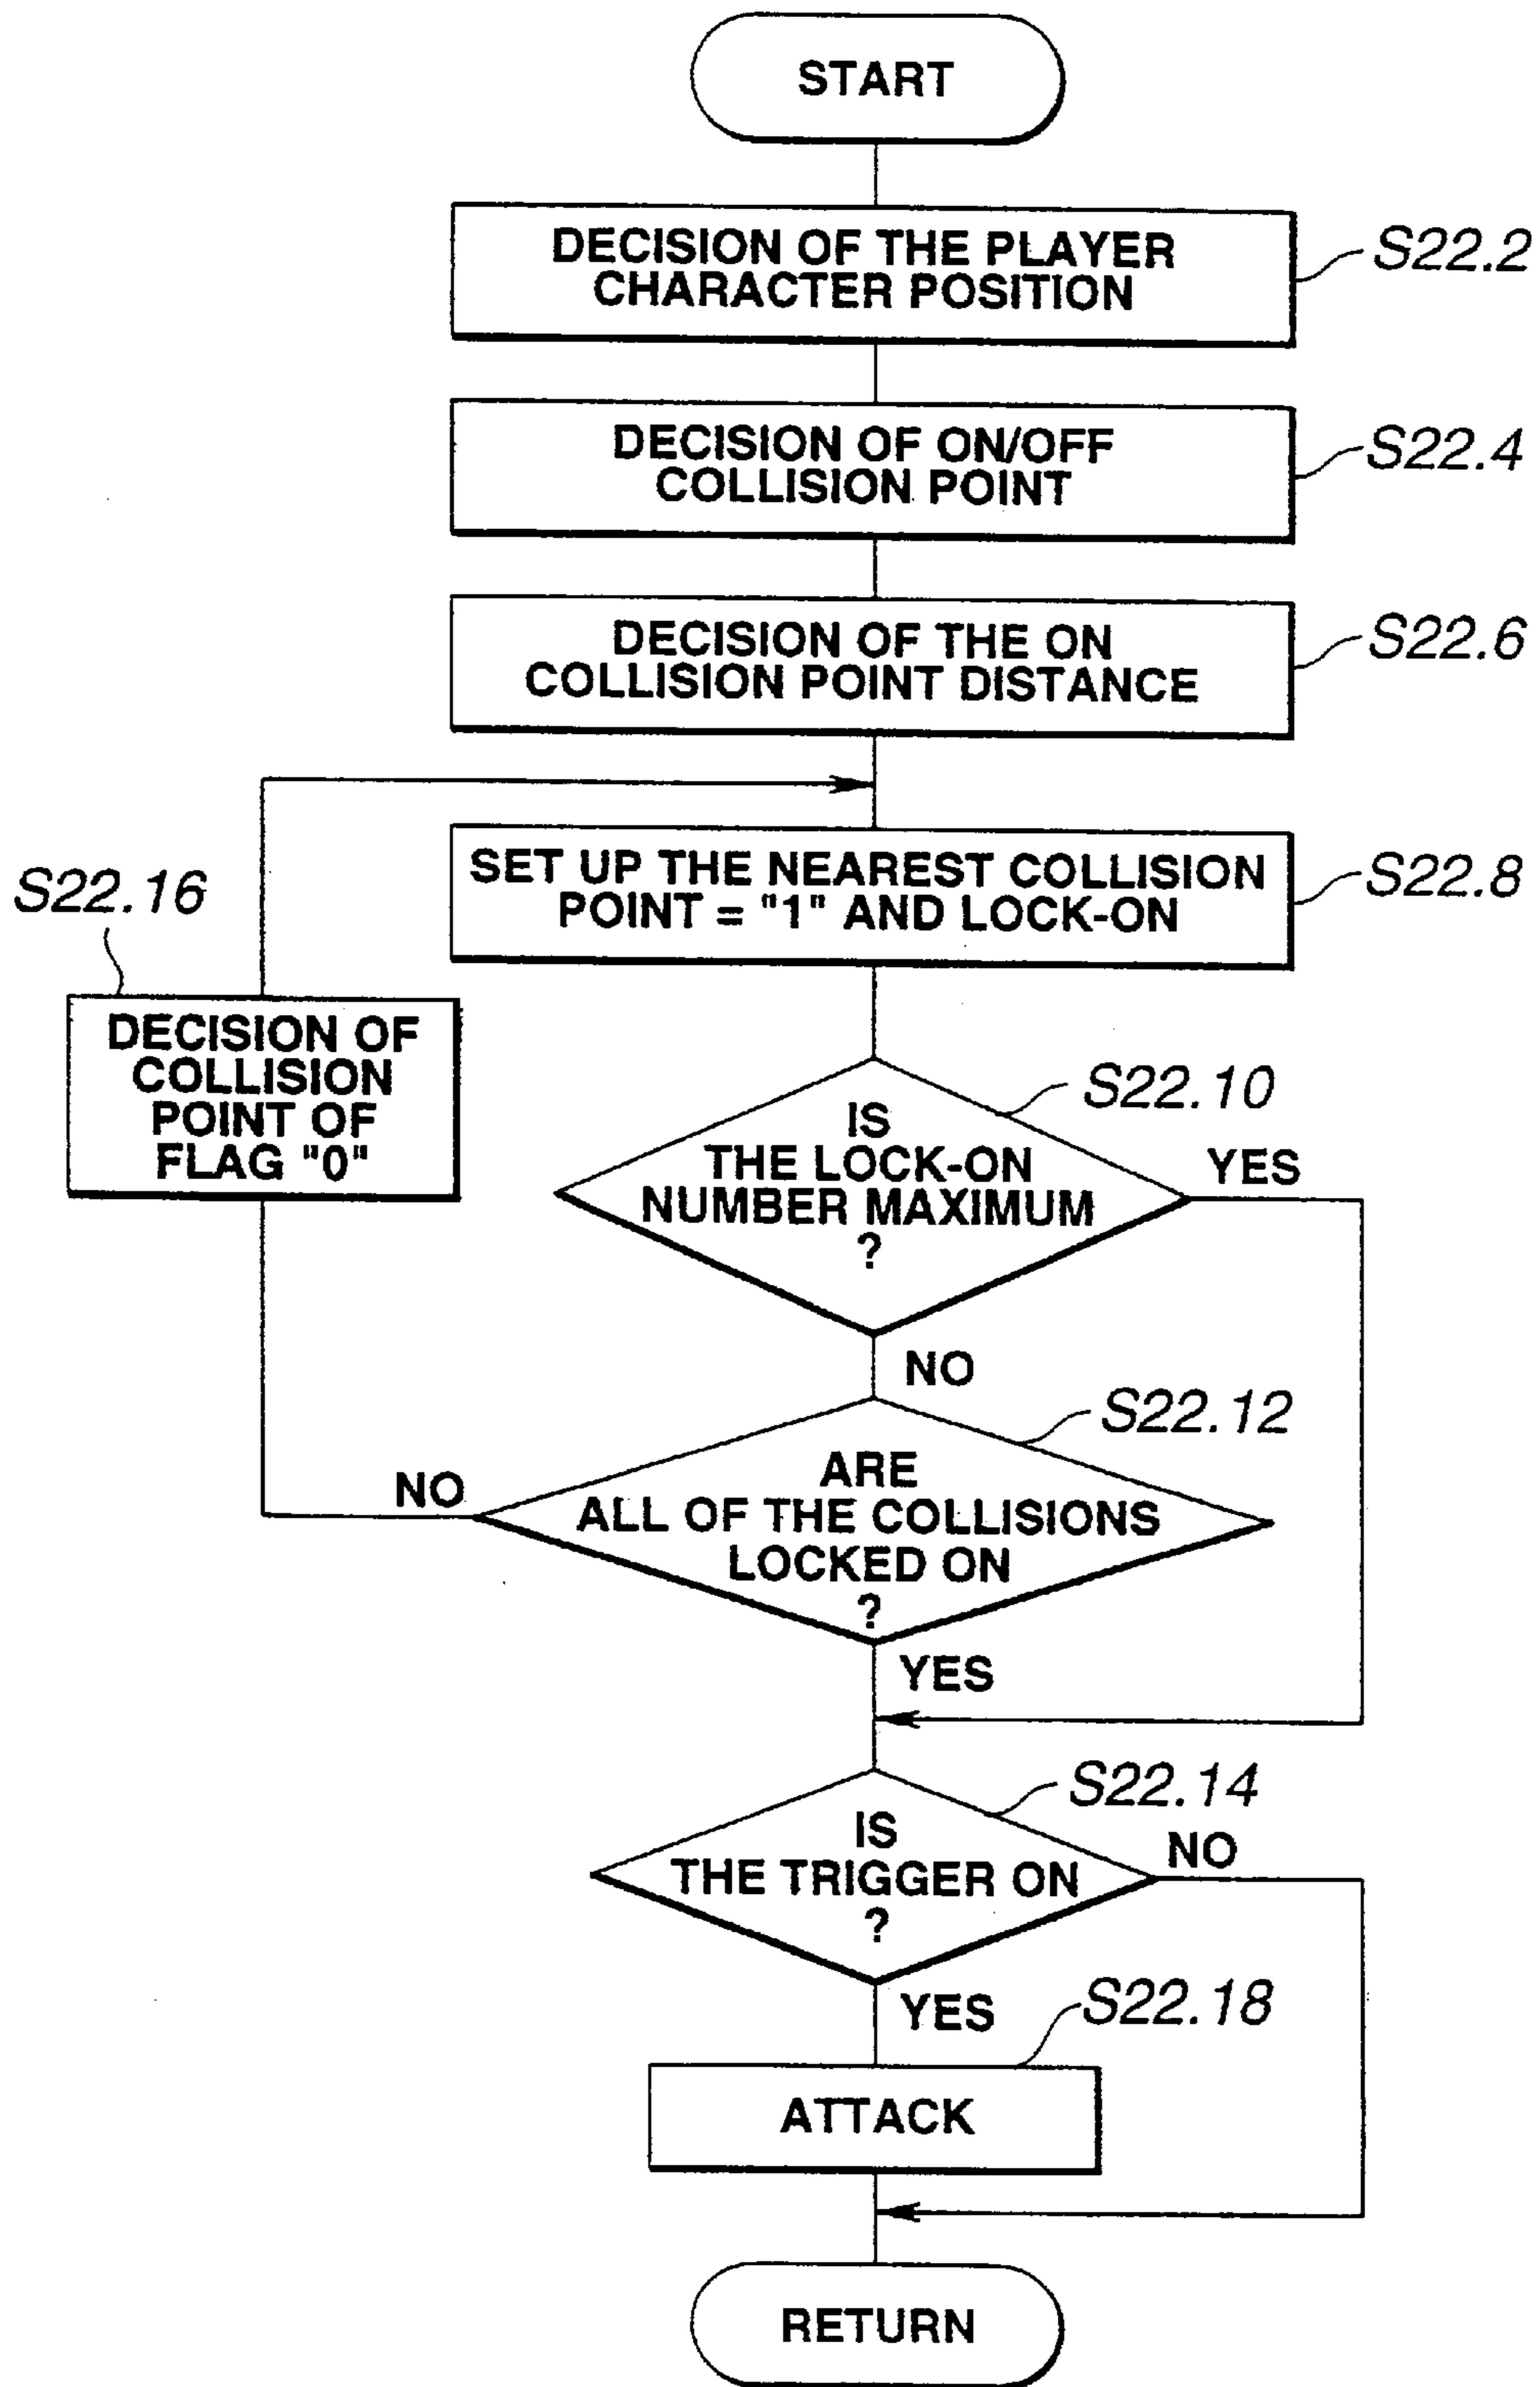 START
DECISION OF THE PLAYER
CHARACTER POSITION
S22.2
DECISION OF ON/OFF
COLLISION POINT
S22.4
DECISION OF THE ON
COLLISION POINT DISTANCE
S22.6
SET UP THE NEAREST COLLISION
POINT = "1" AND LOCK-ON
S22.8
S22.16
DECISION OF
COLLISION
POINT OF
FLAG "0"
S22.10
IS
THE LOCK-ON
NUMBER MAXIMUM
?
YES
NO
S22.12
ARE
ALL OF THE COLLISIONS
LOCKED ON
?
NO
YES
S22.14
IS
THE TRIGGER ON
?
NO
YES
S22.18
ATTACK
RETURN